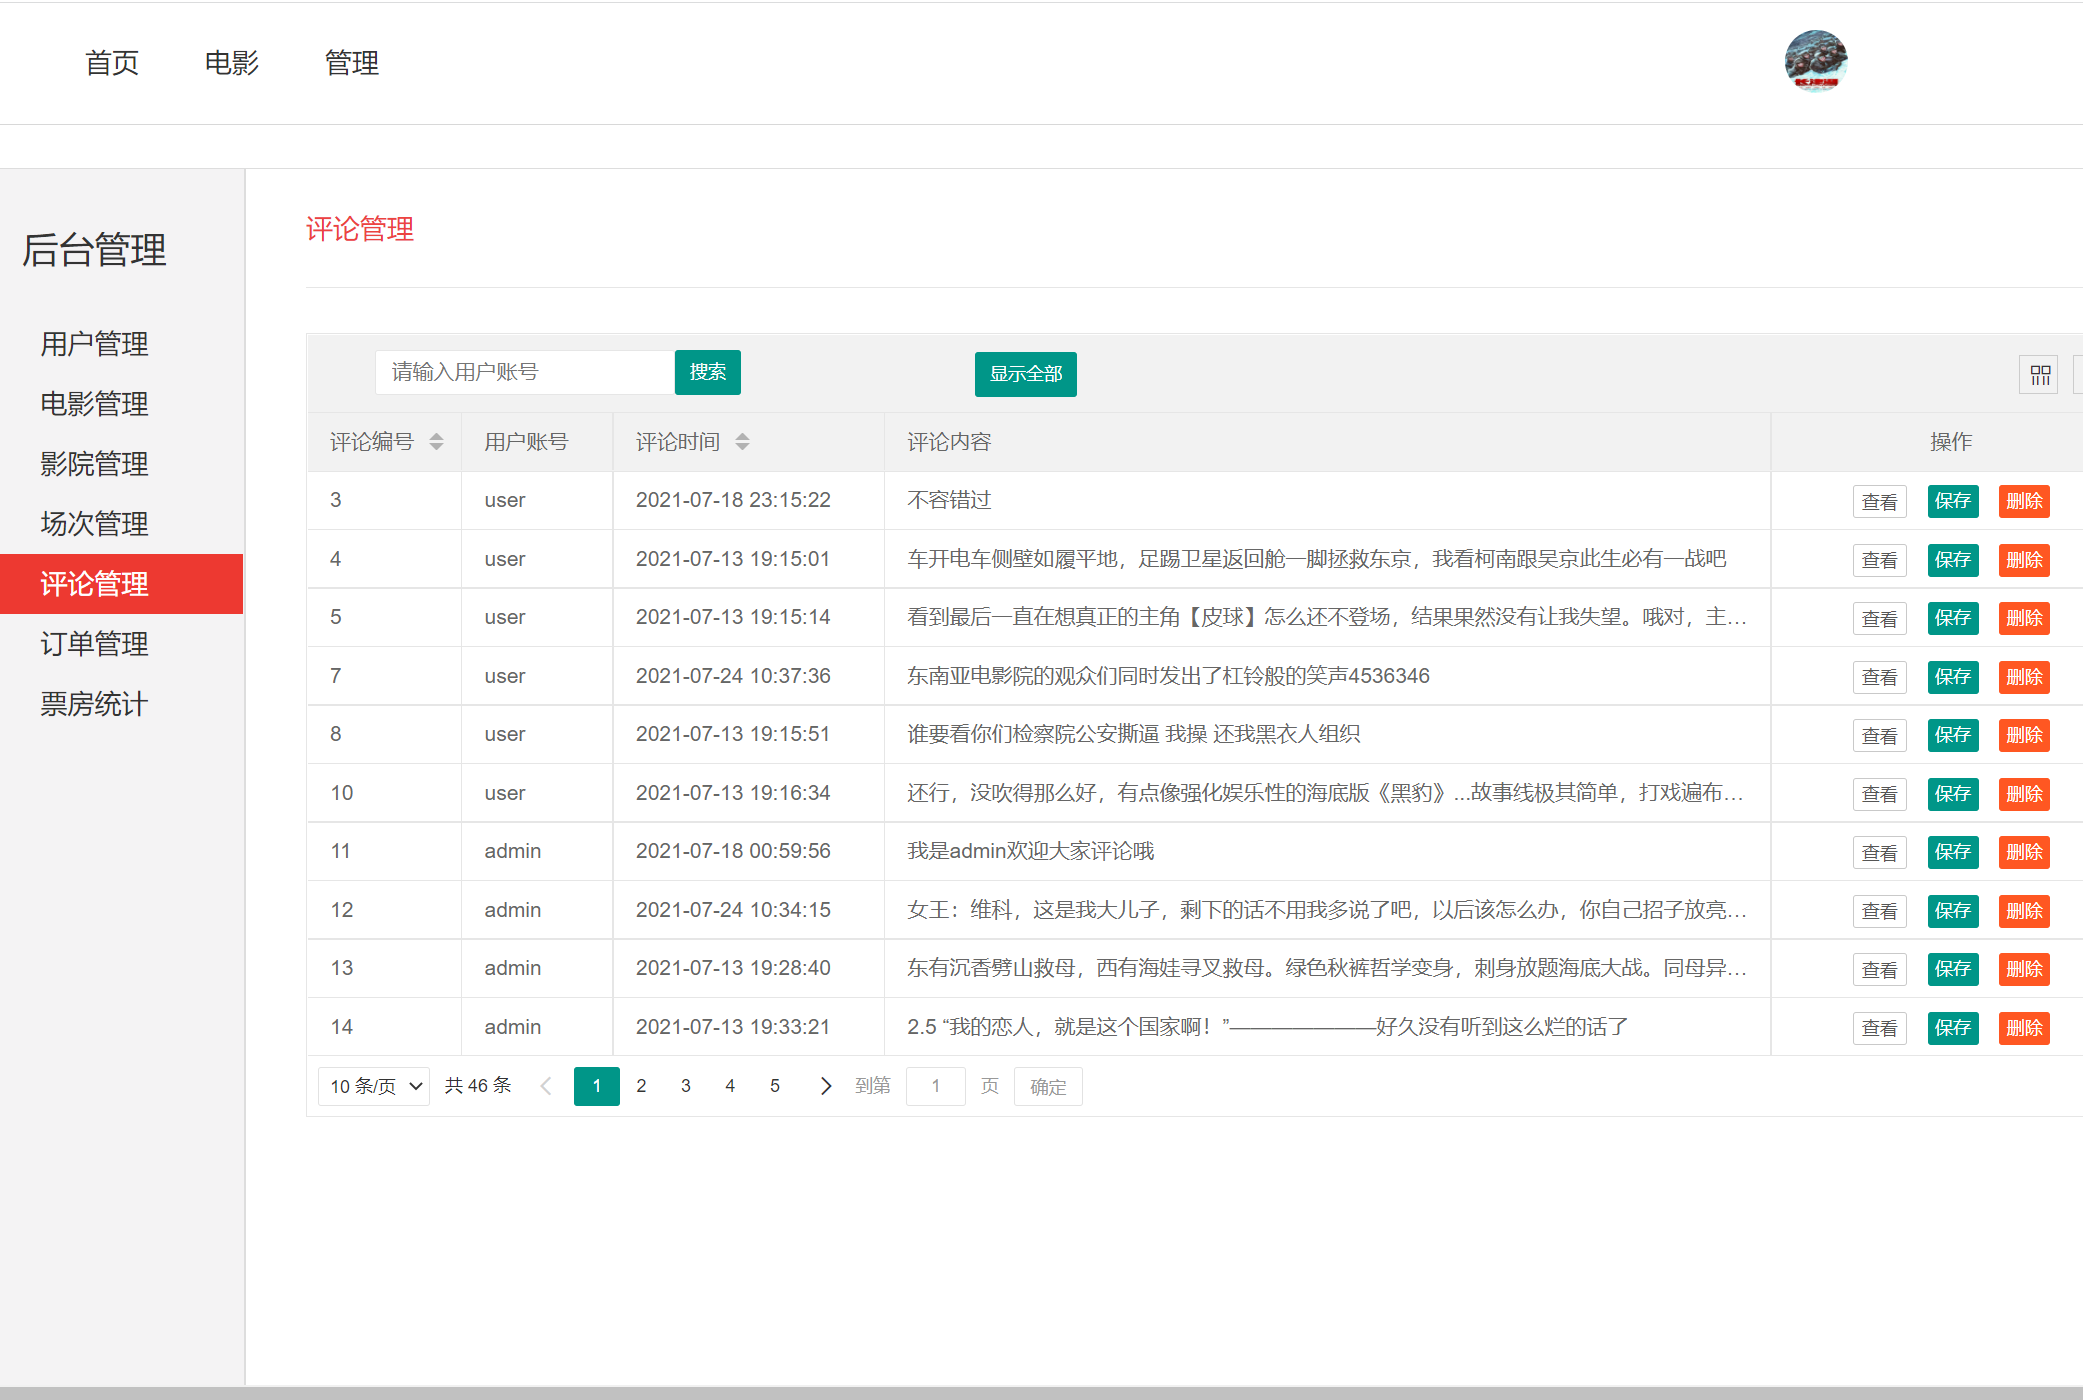 首页 电影 管理
后台管理
用户管理
电影管理
影院管理
场次管理
评论管理
订单管理
票房统计
评论管理
请输入用户账号 搜索 显示全部
评论编号 用户账号 评论时间 评论内容 操作
3 user 2021-07-18 23:15:22 不容错过 查看 保存 删除
4 user 2021-07-13 19:15:01 车开电车侧壁如履平地，足踢卫星返回舱一脚拯救东京，我看柯南跟吴京此生必有一战吧 查看 保存 删除
5 user 2021-07-13 19:15:14 看到最后一直在想真正的主角【皮球】怎么还不登场，结果果然没有让我失望。哦对，主… 查看 保存 删除
7 user 2021-07-24 10:37:36 东南亚电影院的观众们同时发出了杠铃般的笑声4536346 查看 保存 删除
8 user 2021-07-13 19:15:51 谁要看你们检察院公安撕逼 我操 还我黑衣人组织 查看 保存 删除
10 user 2021-07-13 19:16:34 还行，没吹得那么好，有点像强化娱乐性的海底版《黑豹》...故事线极其简单，打戏遍布… 查看 保存 删除
11 admin 2021-07-18 00:59:56 我是admin欢迎大家评论哦 查看 保存 删除
12 admin 2021-07-24 10:34:15 女王：维科，这是我大儿子，剩下的话不用我多说了吧，以后该怎么办，你自己招子放亮… 查看 保存 删除
13 admin 2021-07-13 19:28:40 东有沉香劈山救母，西有海娃寻叉救母。绿色秋裤哲学变身，刺身放题海底大战。同母异… 查看 保存 删除
14 admin 2021-07-13 19:33:21 2.5 “我的恋人，就是这个国家啊！”———————好久没有听到这么烂的话了 查看 保存 删除
10 条/页 共 46 条 1 2 3 4 5 到第 1 页 确定